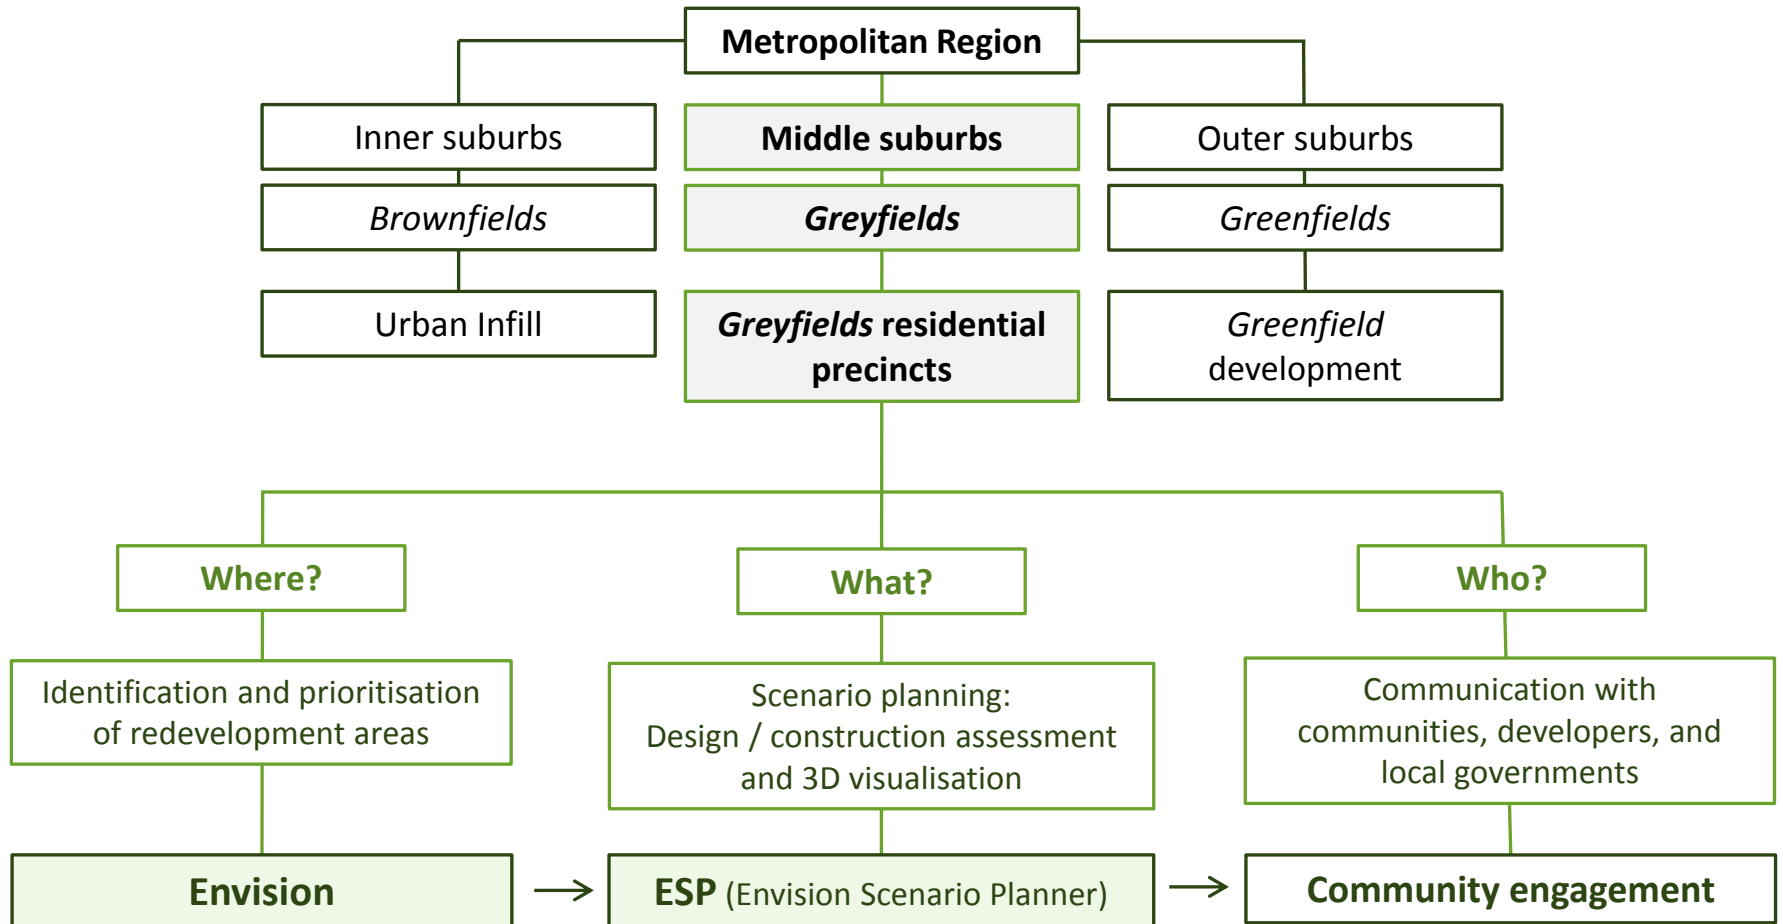 Metropolitan Region
Inner suburbs
Middle suburbs
Outer suburbs
Brownfields
Greyfields
Greenfields
Urban Infill
Greyfields residential
precincts
Greenfield
development
Where?
What?
Who?
Identification and prioritisation
of redevelopment areas
Scenario planning:
Design / construction assessment
and 3D visualisation
Communication with
communities, developers, and
local governments
Envision
ESP (Envision Scenario Planner)
Community engagement